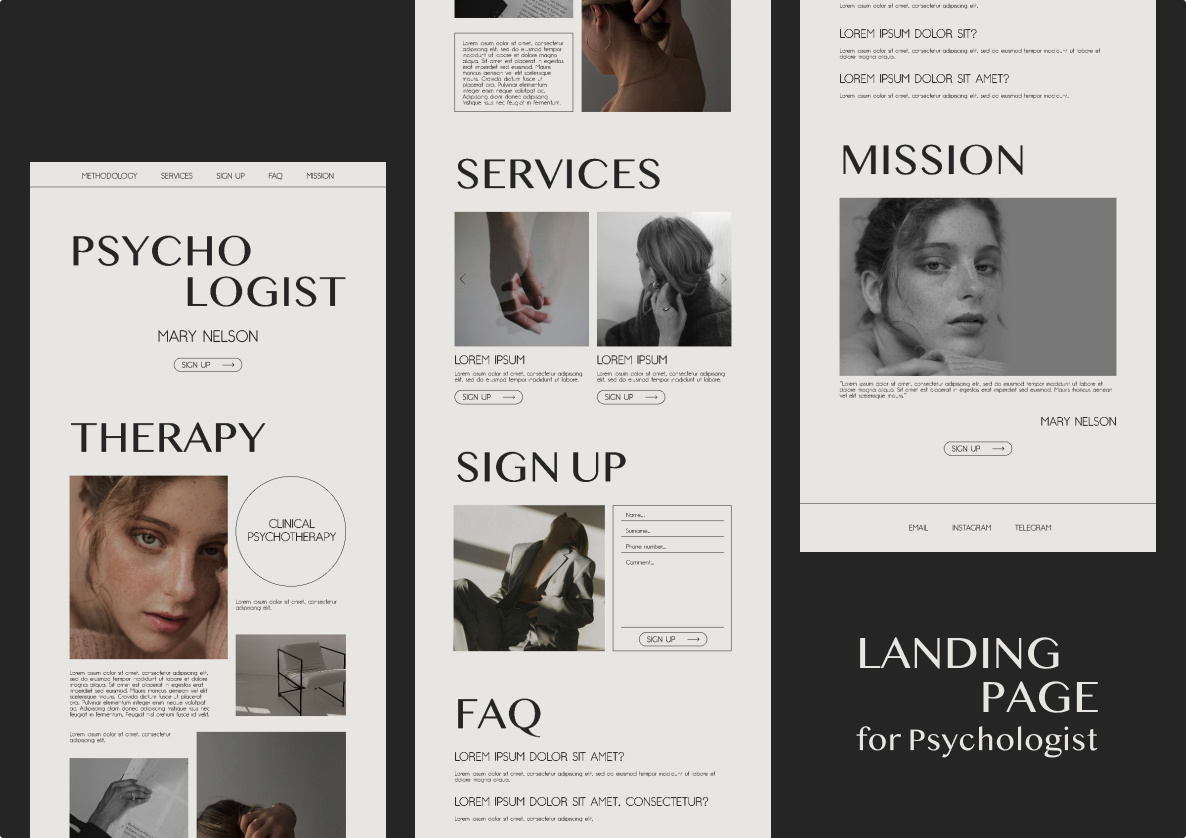 METHODOLOGY SERVICES SIGN UP FAQ MISSION
PSYCHO
LOGIST
MARY NELSON
SIGN UP
THERAPY
CLINICAL
PSYCHOTHERAPY
Lorem ipsum dolor sit amet, consectetur
adipiscing elit.
Lorem ipsum dolor sit amet, consectetur adipiscing elit,
sed do eiusmod tempor incididunt ut labore et dolore
magna aliqua. Sit amet est placerat in egestas erat
imperdiet sed euismod. Mauris rhoncus aenean vel elit
scelerisque mauris. Gravida dictum fusce ut placerat
orci. Pulvinar elementum integer enim neque volutpat
ac. Adipiscing diam donec adipiscing tristique risus nec
feugiat in fermentum. Feugiat nisl pretium fusce id velit.
Lorem ipsum dolor sit amet, consectetur
adipiscing elit.
Lorem ipsum dolor sit amet, consectetur
adipiscing elit, sed do eiusmod tempor
incididunt ut labore et dolore magna
aliqua. Sit amet est placerat in egestas
erat imperdiet sed euismod. Mauris
rhoncus aenean vel elit scelerisque
mauris. Gravida dictum fusce ut
placerat orci. Pulvinar elementum
integer enim neque volutpat ac.
Adipiscing diam donec adipiscing
tristique risus nec feugiat in fermentum.
SERVICES
LOREM IPSUM
Lorem ipsum dolor sit amet, consectetur adipiscing
elit, sed do eiusmod tempor incididunt ut labore.
SIGN UP
LOREM IPSUM
Lorem ipsum dolor sit amet, consectetur adipiscing
elit, sed do eiusmod tempor incididunt ut labore.
SIGN UP
SIGN UP
Name...
Surname...
Phone number...
Comment...
SIGN UP
FAQ
LOREM IPSUM DOLOR SIT AMET?
Lorem ipsum dolor sit amet, consectetur adipiscing elit, sed do eiusmod tempor incididunt ut labore et
dolore magna aliqua.
LOREM IPSUM DOLOR SIT AMET, CONSECTETUR?
Lorem ipsum dolor sit amet, consectetur adipiscing elit.
Lorem ipsum dolor sit amet, consectetur adipiscing elit.
LOREM IPSUM DOLOR SIT?
Lorem ipsum dolor sit amet, consectetur adipiscing elit, sed do eiusmod tempor incididunt ut labore et
dolore magna aliqua.
LOREM IPSUM DOLOR SIT AMET?
Lorem ipsum dolor sit amet, consectetur adipiscing elit, sed do eiusmod tempor incididunt.
MISSION
"Lorem ipsum dolor sit amet, consectetur adipiscing elit, sed do eiusmod tempor incididunt ut labore et
dolore magna aliqua. Sit amet est placerat in egestas erat imperdiet sed euismod. Mauris rhoncus aenean
vel elit scelerisque mauris."
MARY NELSON
SIGN UP
EMAIL INSTAGRAM TELEGRAM
LANDING
PAGE
for Psychologist